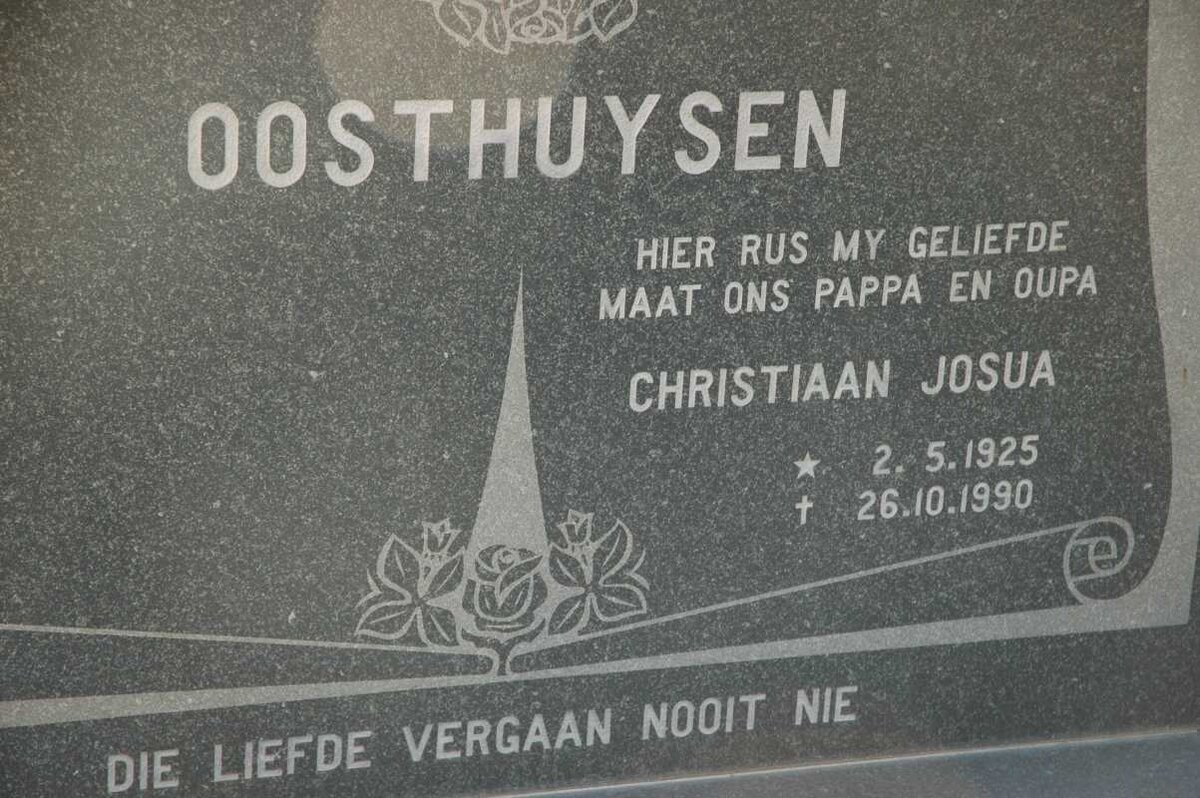 OOSTHUYSEN
HIER RUS MY GELIEFDE
MAAT ONS PAPPA EN OUPA
CHRISTIAAN JOSUA
★ 2. 5.1925
† 26.10.1990
DIE LIEFDE VERGAAN NOOIT NIE